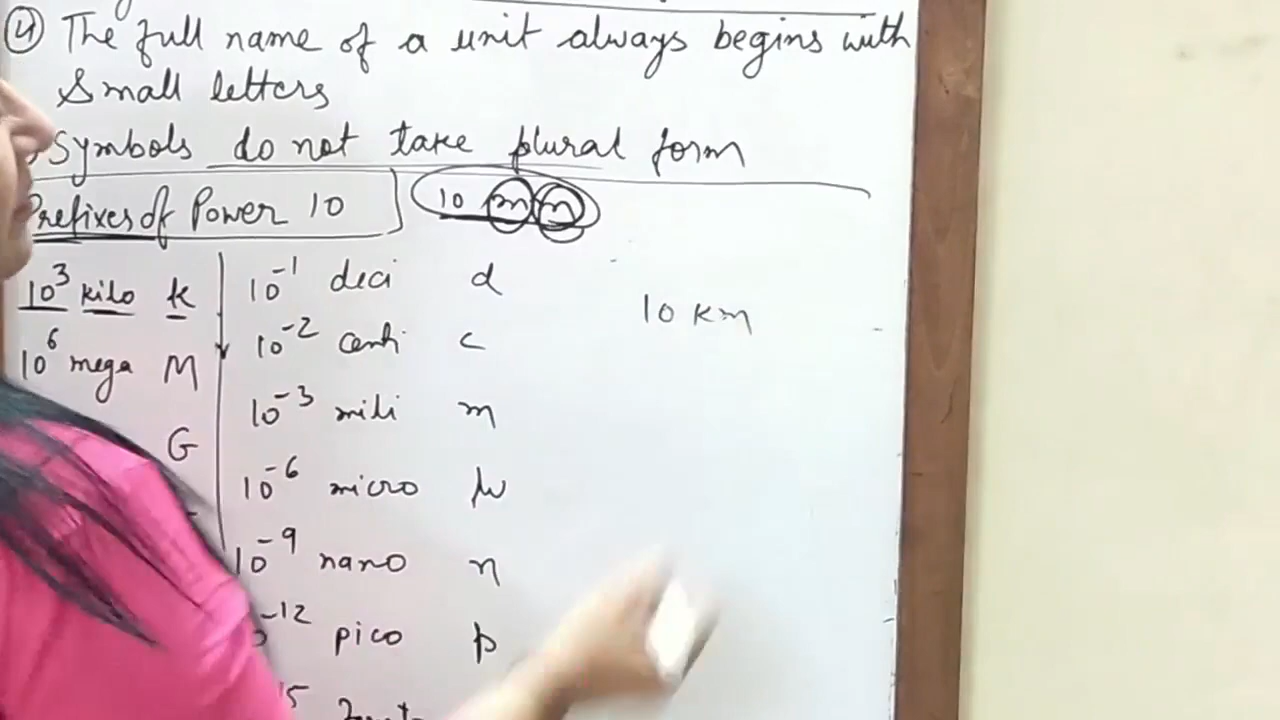 4) The full name of a unit always begins with
small letters
Symbols do not take plural form
Prefixes of Power 10 10 m m
10³ kilo k 10⁻¹ deci d
10 km
10⁶ mega M 10⁻² centi c
10⁻³ mili m
G
10⁻⁶ micro μ
10⁻⁹ nano n
⁻¹² pico p
15